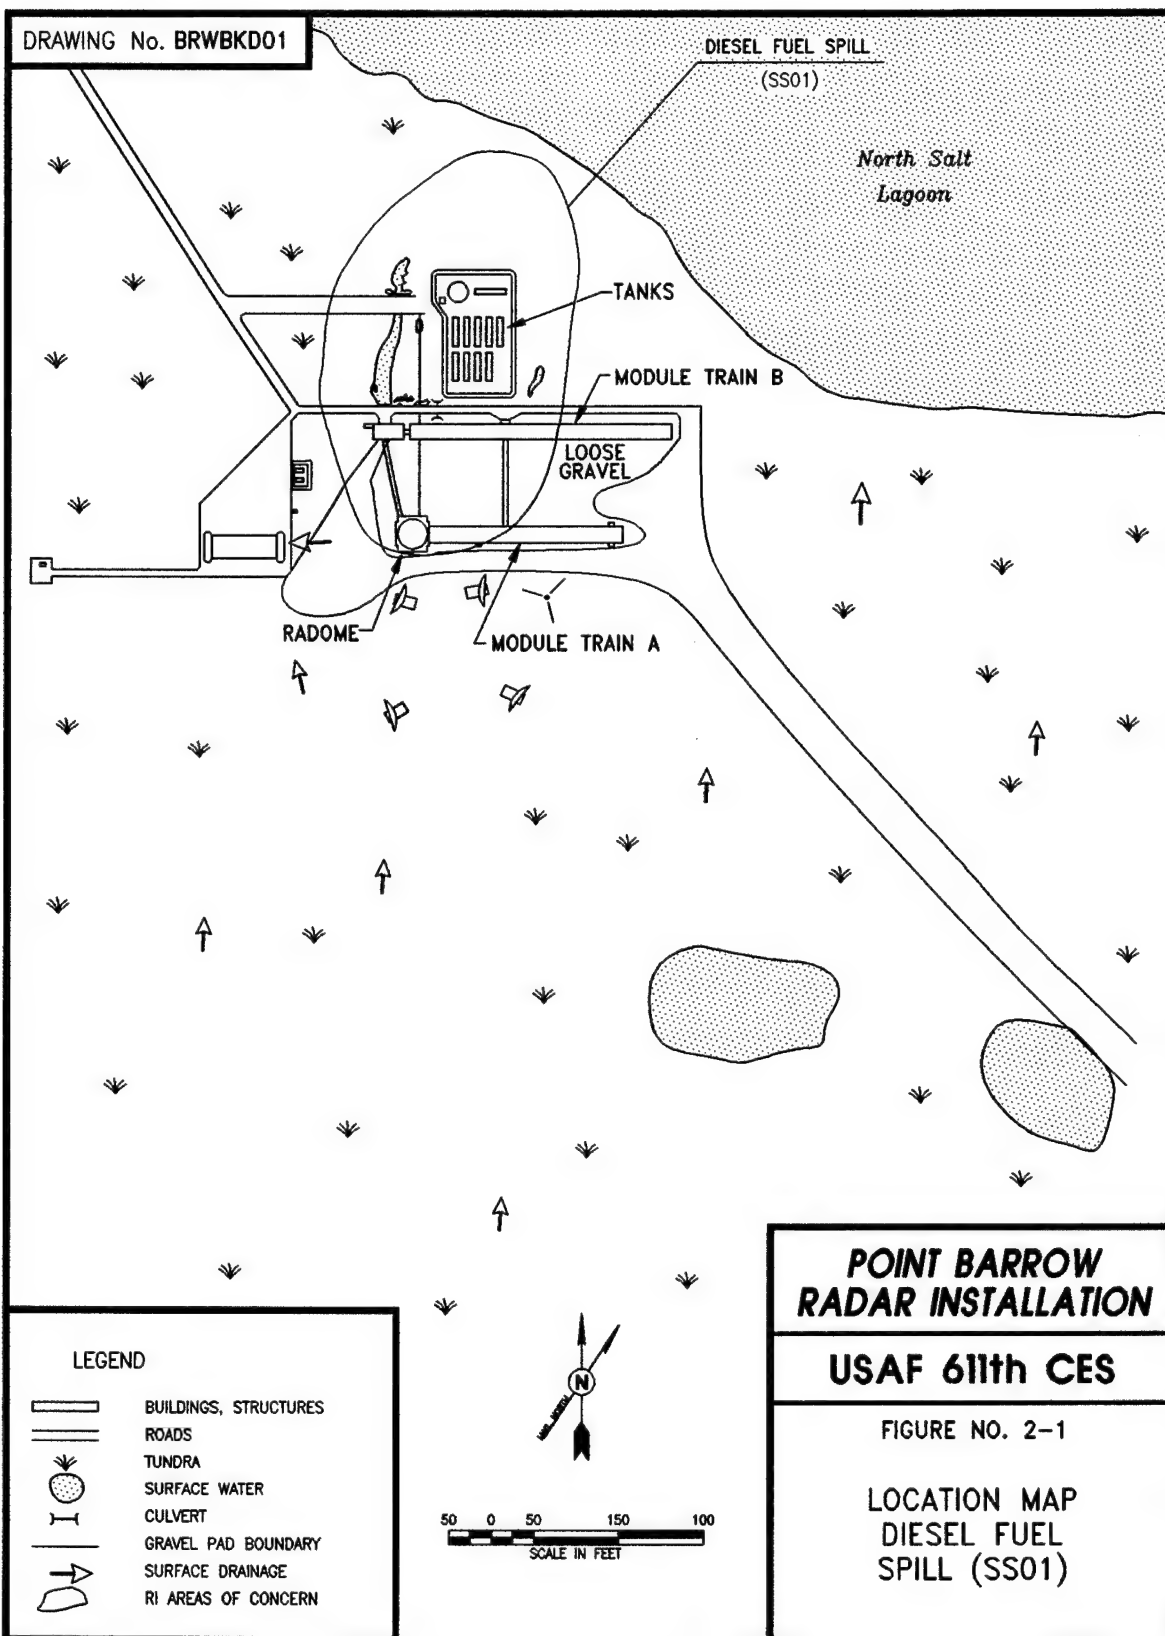 DRAWING No. BRWBKD01
DIESEL FUEL SPILL
(SS01)
North Salt
Lagoon
TANKS
MODULE TRAIN B
LOOSE
GRAVEL
RADOME
MODULE TRAIN A
LEGEND
BUILDINGS, STRUCTURES
ROADS
TUNDRA
SURFACE WATER
CULVERT
GRAVEL PAD BOUNDARY
SURFACE DRAINAGE
RI AREAS OF CONCERN
N
NORTH
50 0 50 150 100
SCALE IN FEET
POINT BARROW
RADAR INSTALLATION
USAF 611th CES
FIGURE NO. 2-1
LOCATION MAP
DIESEL FUEL
SPILL (SS01)